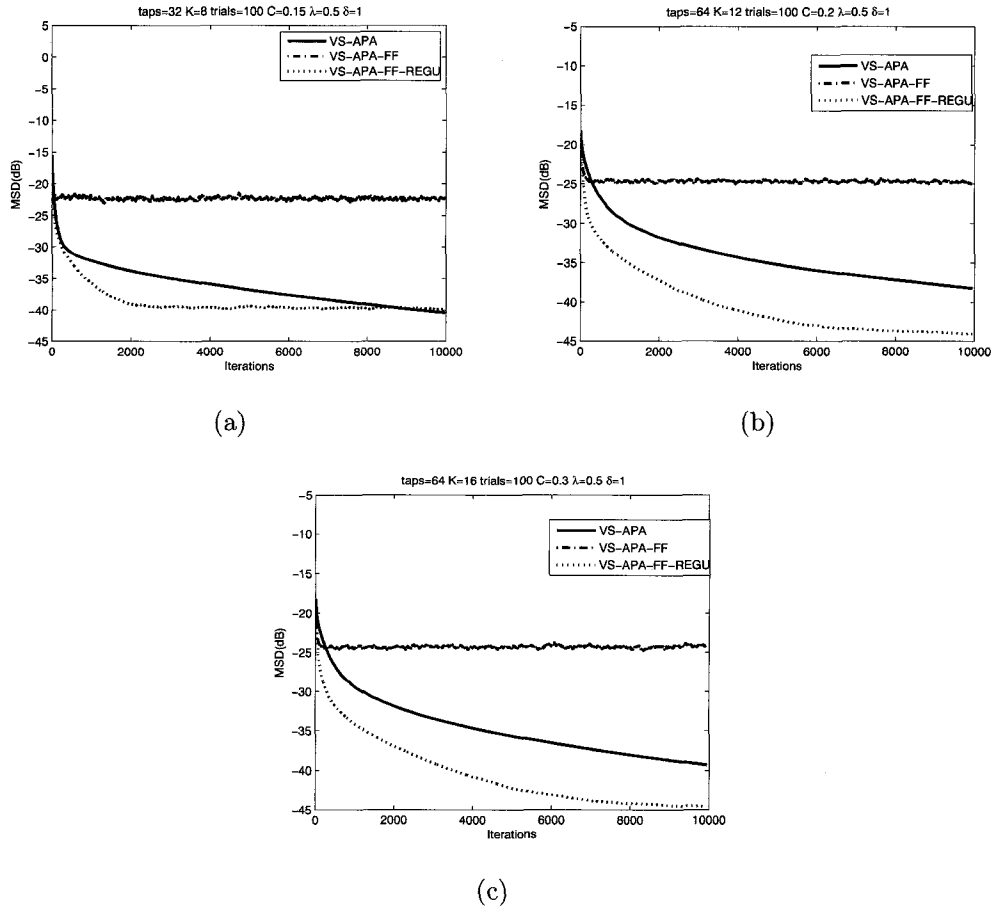 taps=32 K=8 trials=100 C=0.15 λ=0.5 δ=1
VS-APA
VS-APA-FF
VS-APA-FF-REGU
MSD(dB)
5
0
-5
-10
-15
-20
-25
-30
-35
-40
-45
0 2000 4000 6000 8000 10000
Iterations
(a)
taps=64 K=12 trials=100 C=0.2 λ=0.5 δ=1
VS-APA
VS-APA-FF
VS-APA-FF-REGU
MSD(dB)
-5
-10
-15
-20
-25
-30
-35
-40
-45
0 2000 4000 6000 8000 10000
Iterations
(b)
taps=64 K=16 trials=100 C=0.3 λ=0.5 δ=1
VS-APA
VS-APA-FF
VS-APA-FF-REGU
MSD(dB)
-5
-10
-15
-20
-25
-30
-35
-40
-45
0 2000 4000 6000 8000 10000
Iterations
(c)